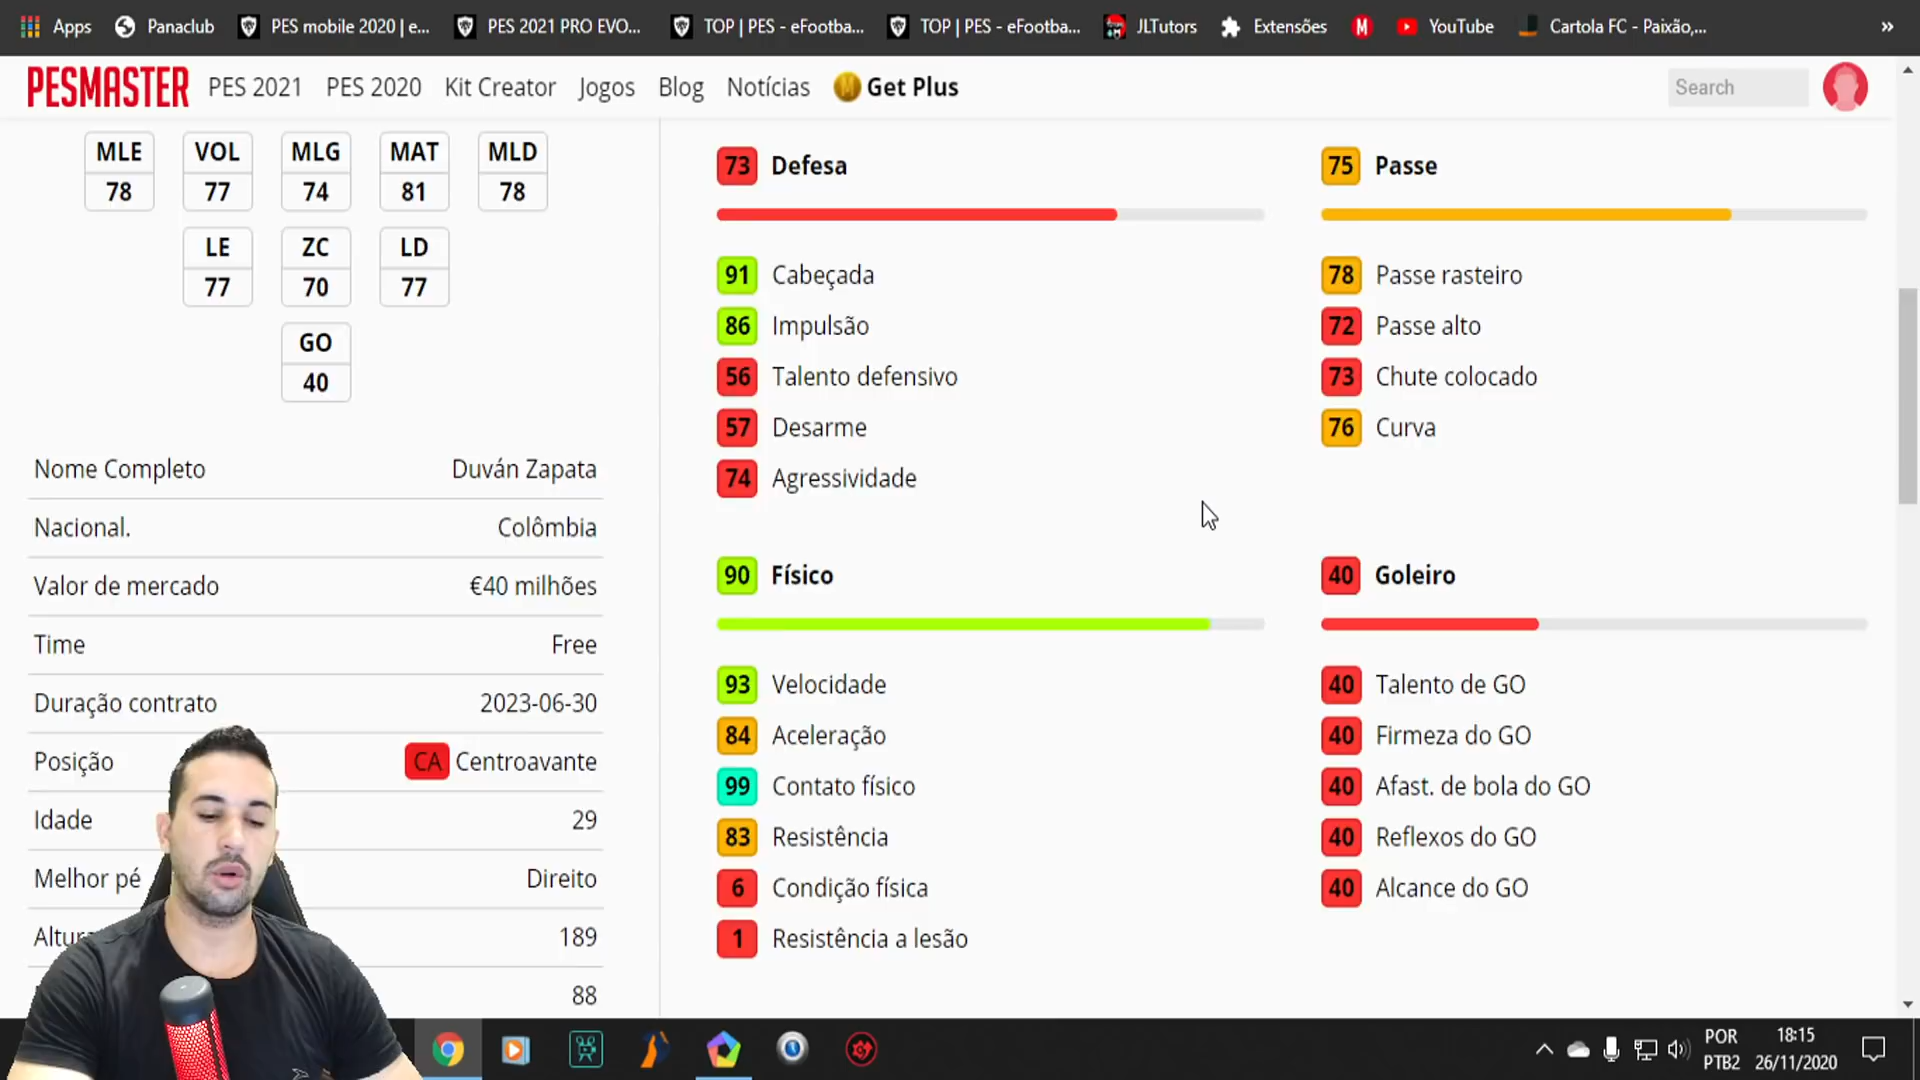 Apps Panaclub PES mobile 2020 | e... PES 2021 PRO EVO... TOP | PES - eFootba... TOP | PES - eFootba... JLTutors Extensões YouTube Cartola FC - Paixão,... »
PESMASTER PES 2021 PES 2020 Kit Creator Jogos Blog Notícias Get Plus Search
MLE VOL MLG MAT MLD
78 77 74 81 78
LE ZC LD
77 70 77
GO
40
Nome Completo Duván Zapata
Nacional. Colômbia
Valor de mercado €40 milhões
Time Free
Duração contrato 2023-06-30
Posição CA Centroavante
Idade 29
Melhor pé Direito
Altura 189
88
73 Defesa
91 Cabeçada
86 Impulsão
56 Talento defensivo
57 Desarme
74 Agressividade
75 Passe
78 Passe rasteiro
72 Passe alto
73 Chute colocado
76 Curva
90 Físico
93 Velocidade
84 Aceleração
99 Contato físico
83 Resistência
6 Condição física
1 Resistência a lesão
40 Goleiro
40 Talento de GO
40 Firmeza do GO
40 Afast. de bola do GO
40 Reflexos do GO
40 Alcance do GO
POR 18:15
PTB2 26/11/2020